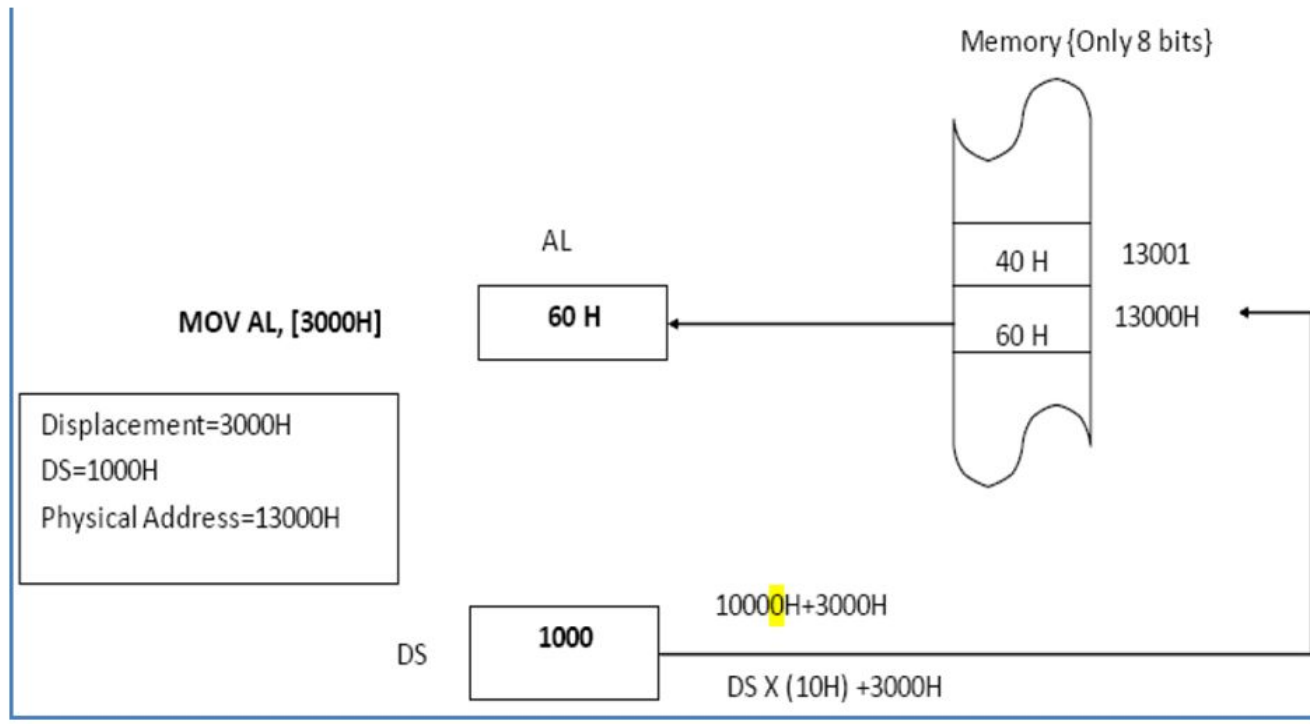 Memory {Only 8 bits}
AL
40 H
13001
MOV AL, [3000H]
60 H
13000H
60 H
Displacement=3000H
DS=1000H
Physical Address=13000H
10000H+3000H
DS
1000
DS X (10H) +3000H